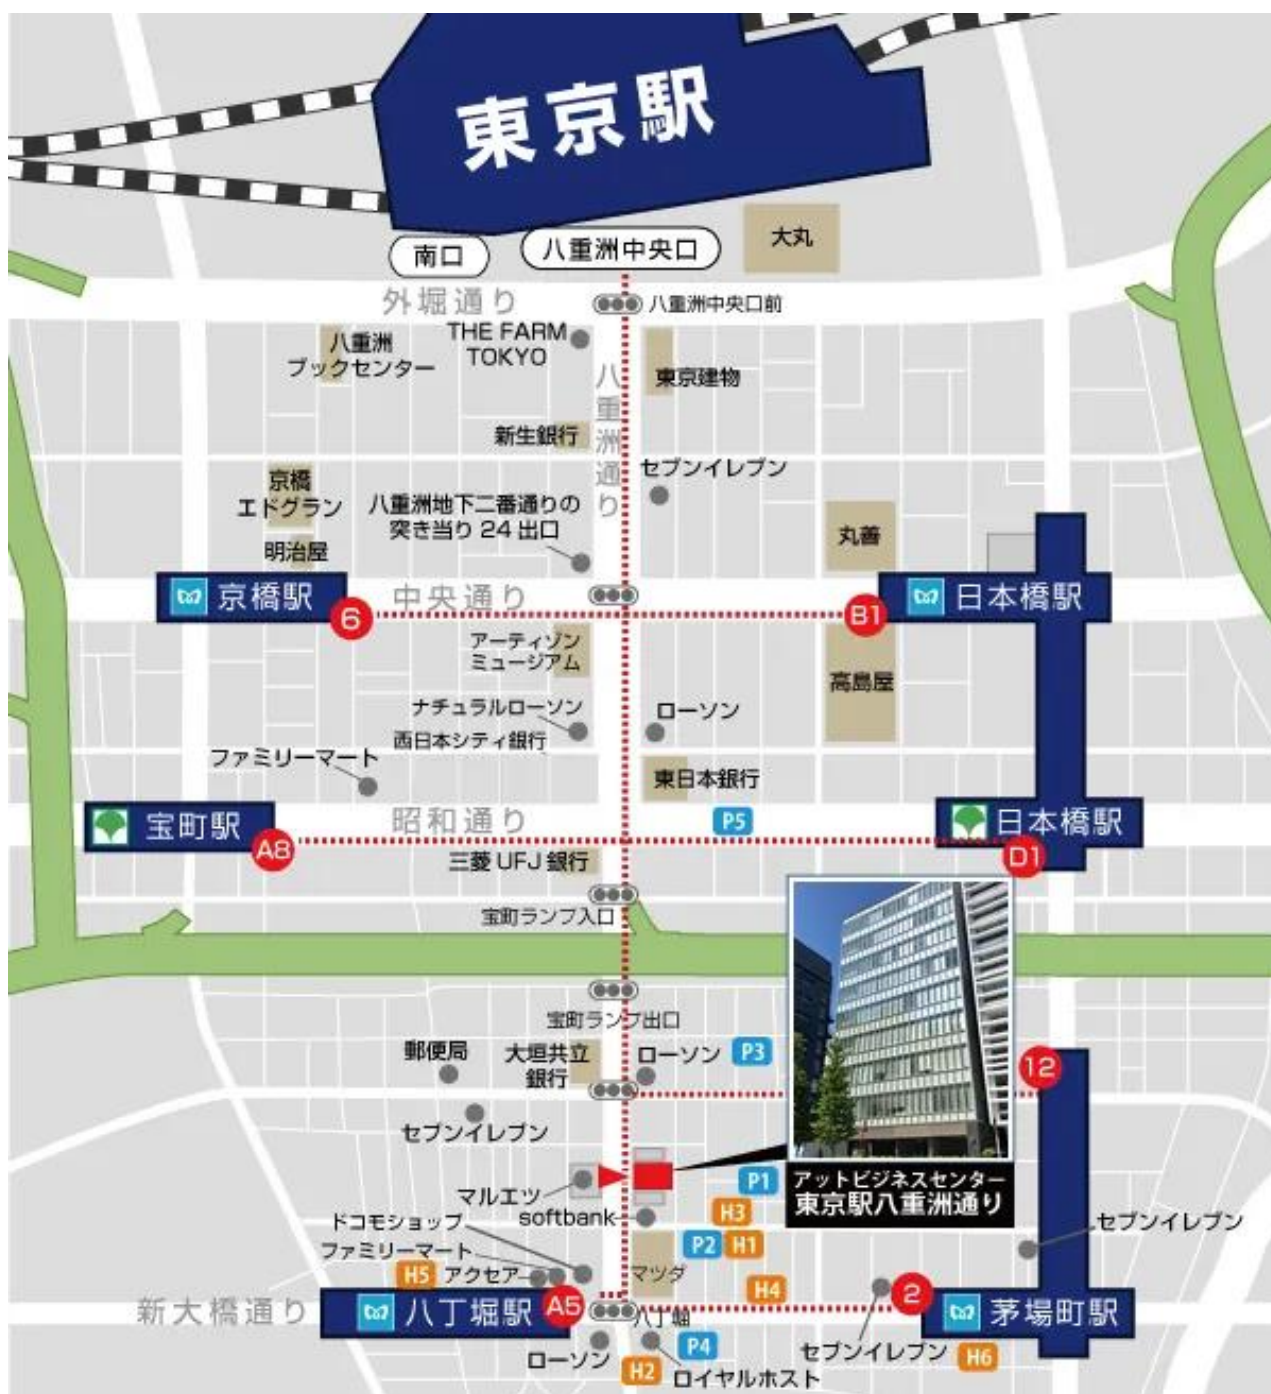 東京駅
南口
八重洲中央口
大丸
外堀通り
八重洲中央口前
THE FARM
TOKYO
八重洲
ブックセンター
八重洲通り
東京建物
新生銀行
セブンイレブン
京橋
エドグラン
八重洲地下二番通りの
突き当り 24 出口
明治屋
丸善
京橋駅
6
中央通り
B1
日本橋駅
アーティゾン
ミュージアム
高島屋
ナチュラルローソン
ローソン
西日本シティ銀行
ファミリーマート
東日本銀行
宝町駅
A8
昭和通り
P5
日本橋駅
D1
三菱 UFJ 銀行
宝町ランプ入口
宝町ランプ出口
郵便局
大垣共立
銀行
ローソン
P3
12
セブンイレブン
マルエツ
P1
アットビジネスセンター
東京駅八重洲通り
softbank
H3
ドコモショップ
セブンイレブン
ファミリーマート
P2
H1
H5
アクセア
マツダ
H4
新大橋通り
八丁堀駅
A5
八丁堀
2
茅場町駅
ローソン
P4
セブンイレブン
H6
H2
ロイヤルホスト